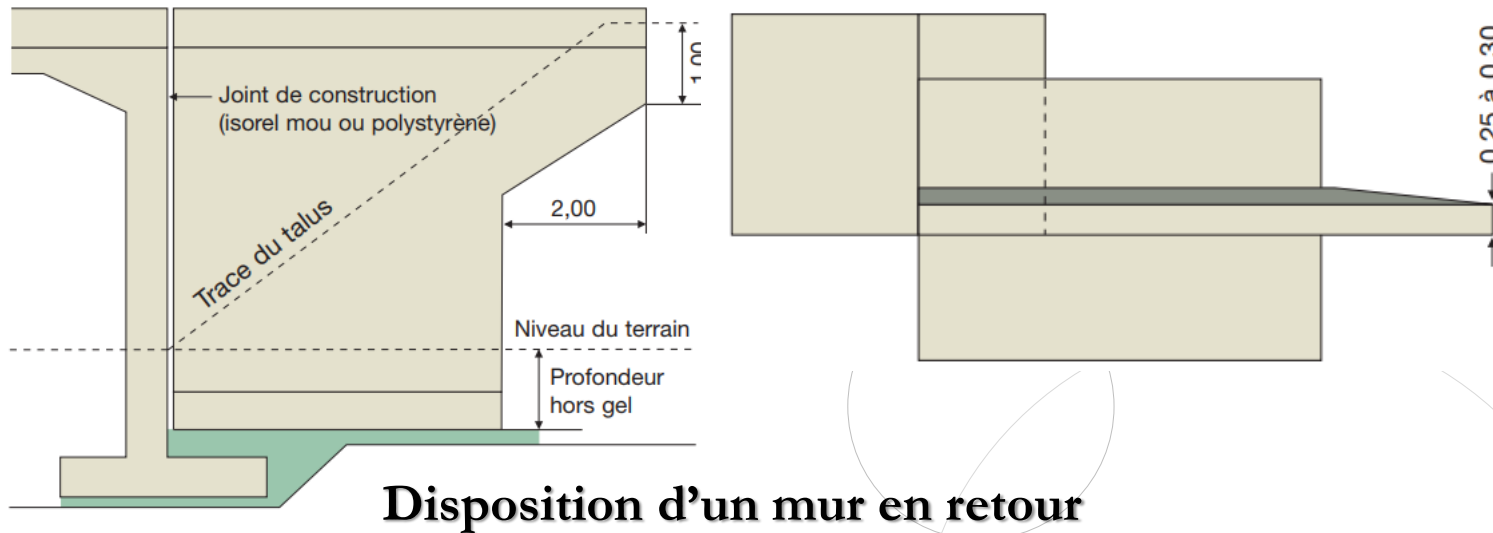 Joint de construction
(isorel mou ou polystyrène)
1,00
Trace du talus
2,00
Niveau du terrain
Profondeur
hors gel
0,25 à 0,30
Disposition d’un mur en retour